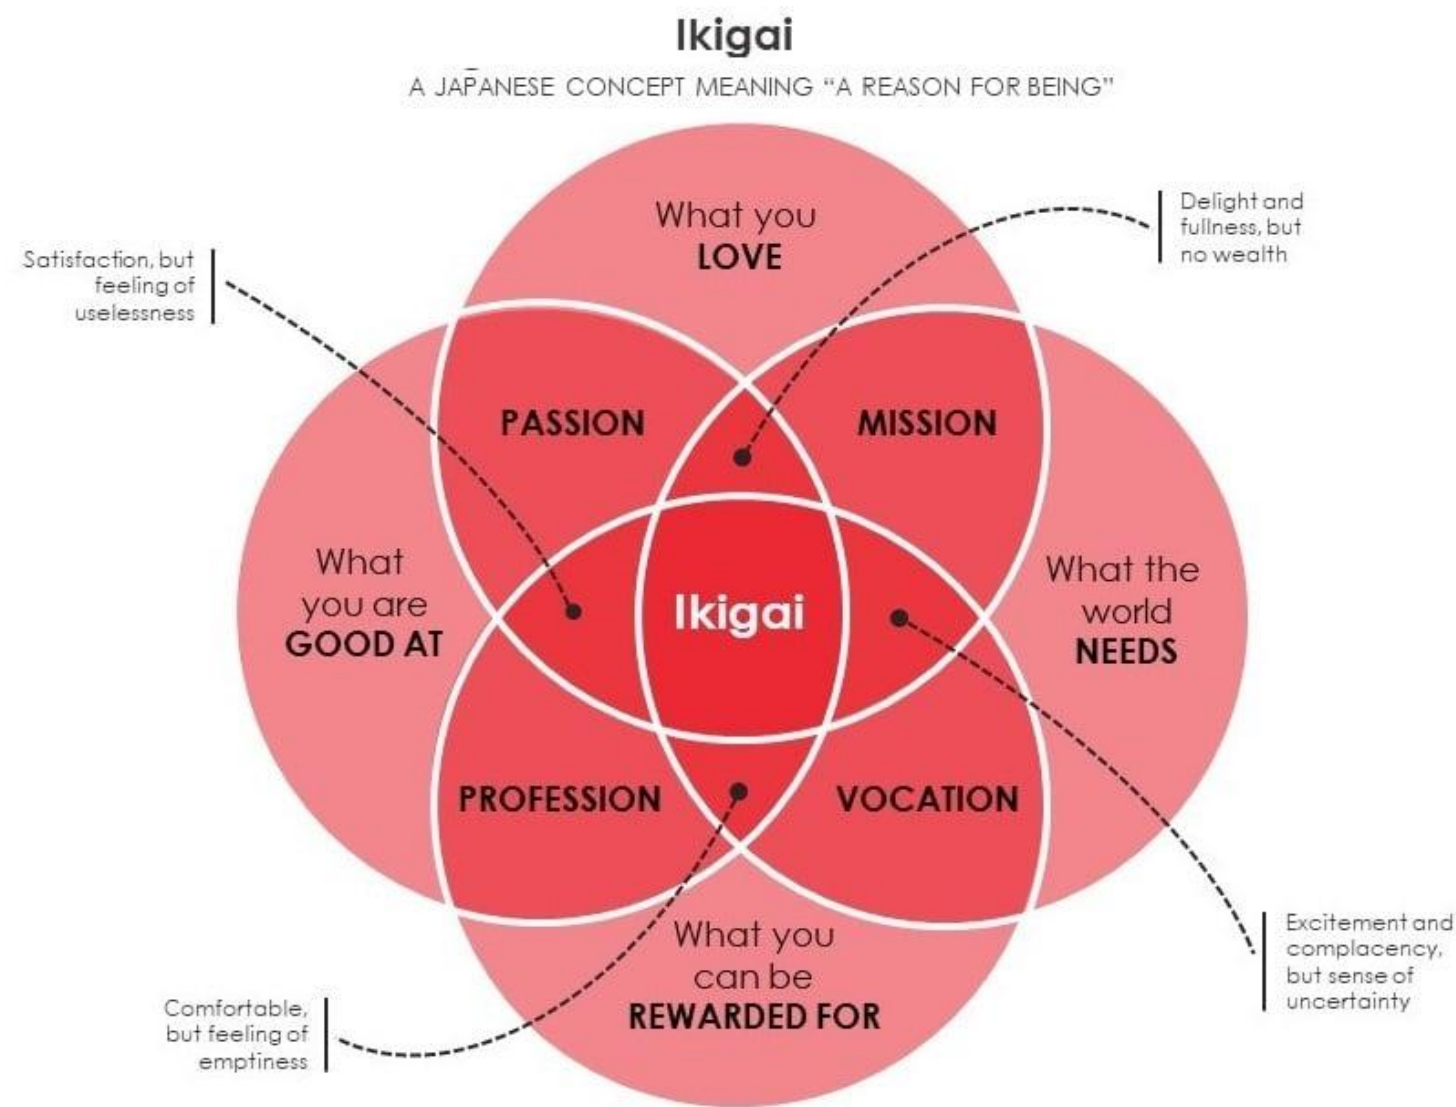 Ikigai
A JAPANESE CONCEPT MEANING “A REASON FOR BEING”
What you
LOVE
Delight and
fullness, but
no wealth
Satisfaction, but
feeling of
uselessness
PASSION
MISSION
What
you are
GOOD AT
Ikigai
What the
world
NEEDS
PROFESSION
VOCATION
What you
can be
REWARDED FOR
Excitement and
complacency,
but sense of
uncertainty
Comfortable,
but feeling of
emptiness